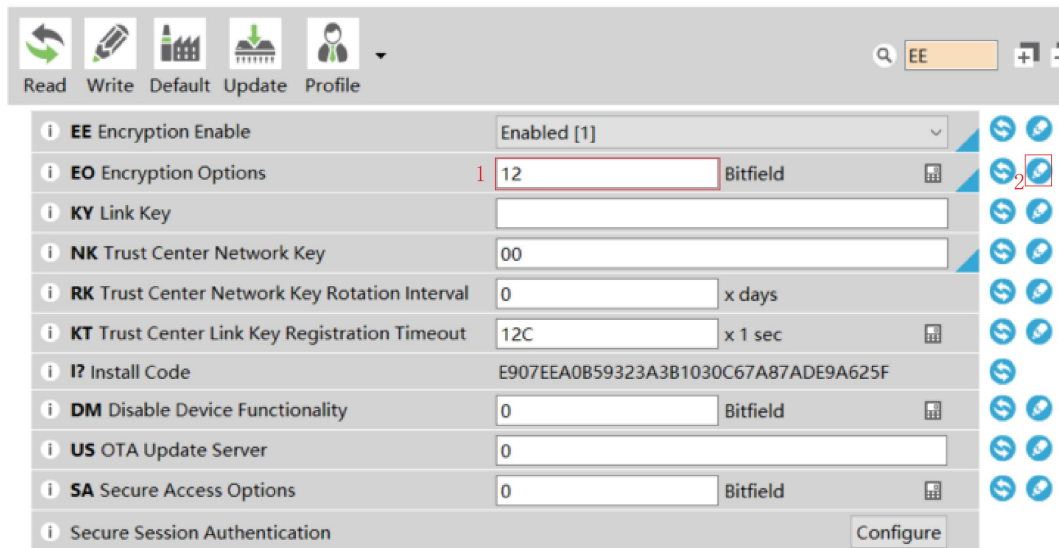 EE
Read Write Default Update Profile
EE Encryption Enable Enabled [1]
EO Encryption Options 1 12 Bitfield 2
KY Link Key
NK Trust Center Network Key 00
RK Trust Center Network Key Rotation Interval 0 x days
KT Trust Center Link Key Registration Timeout 12C x 1 sec
I? Install Code E907EEA0B59323A3B1030C67A87ADE9A625F
DM Disable Device Functionality 0 Bitfield
US OTA Update Server 0
SA Secure Access Options 0 Bitfield
Secure Session Authentication Configure